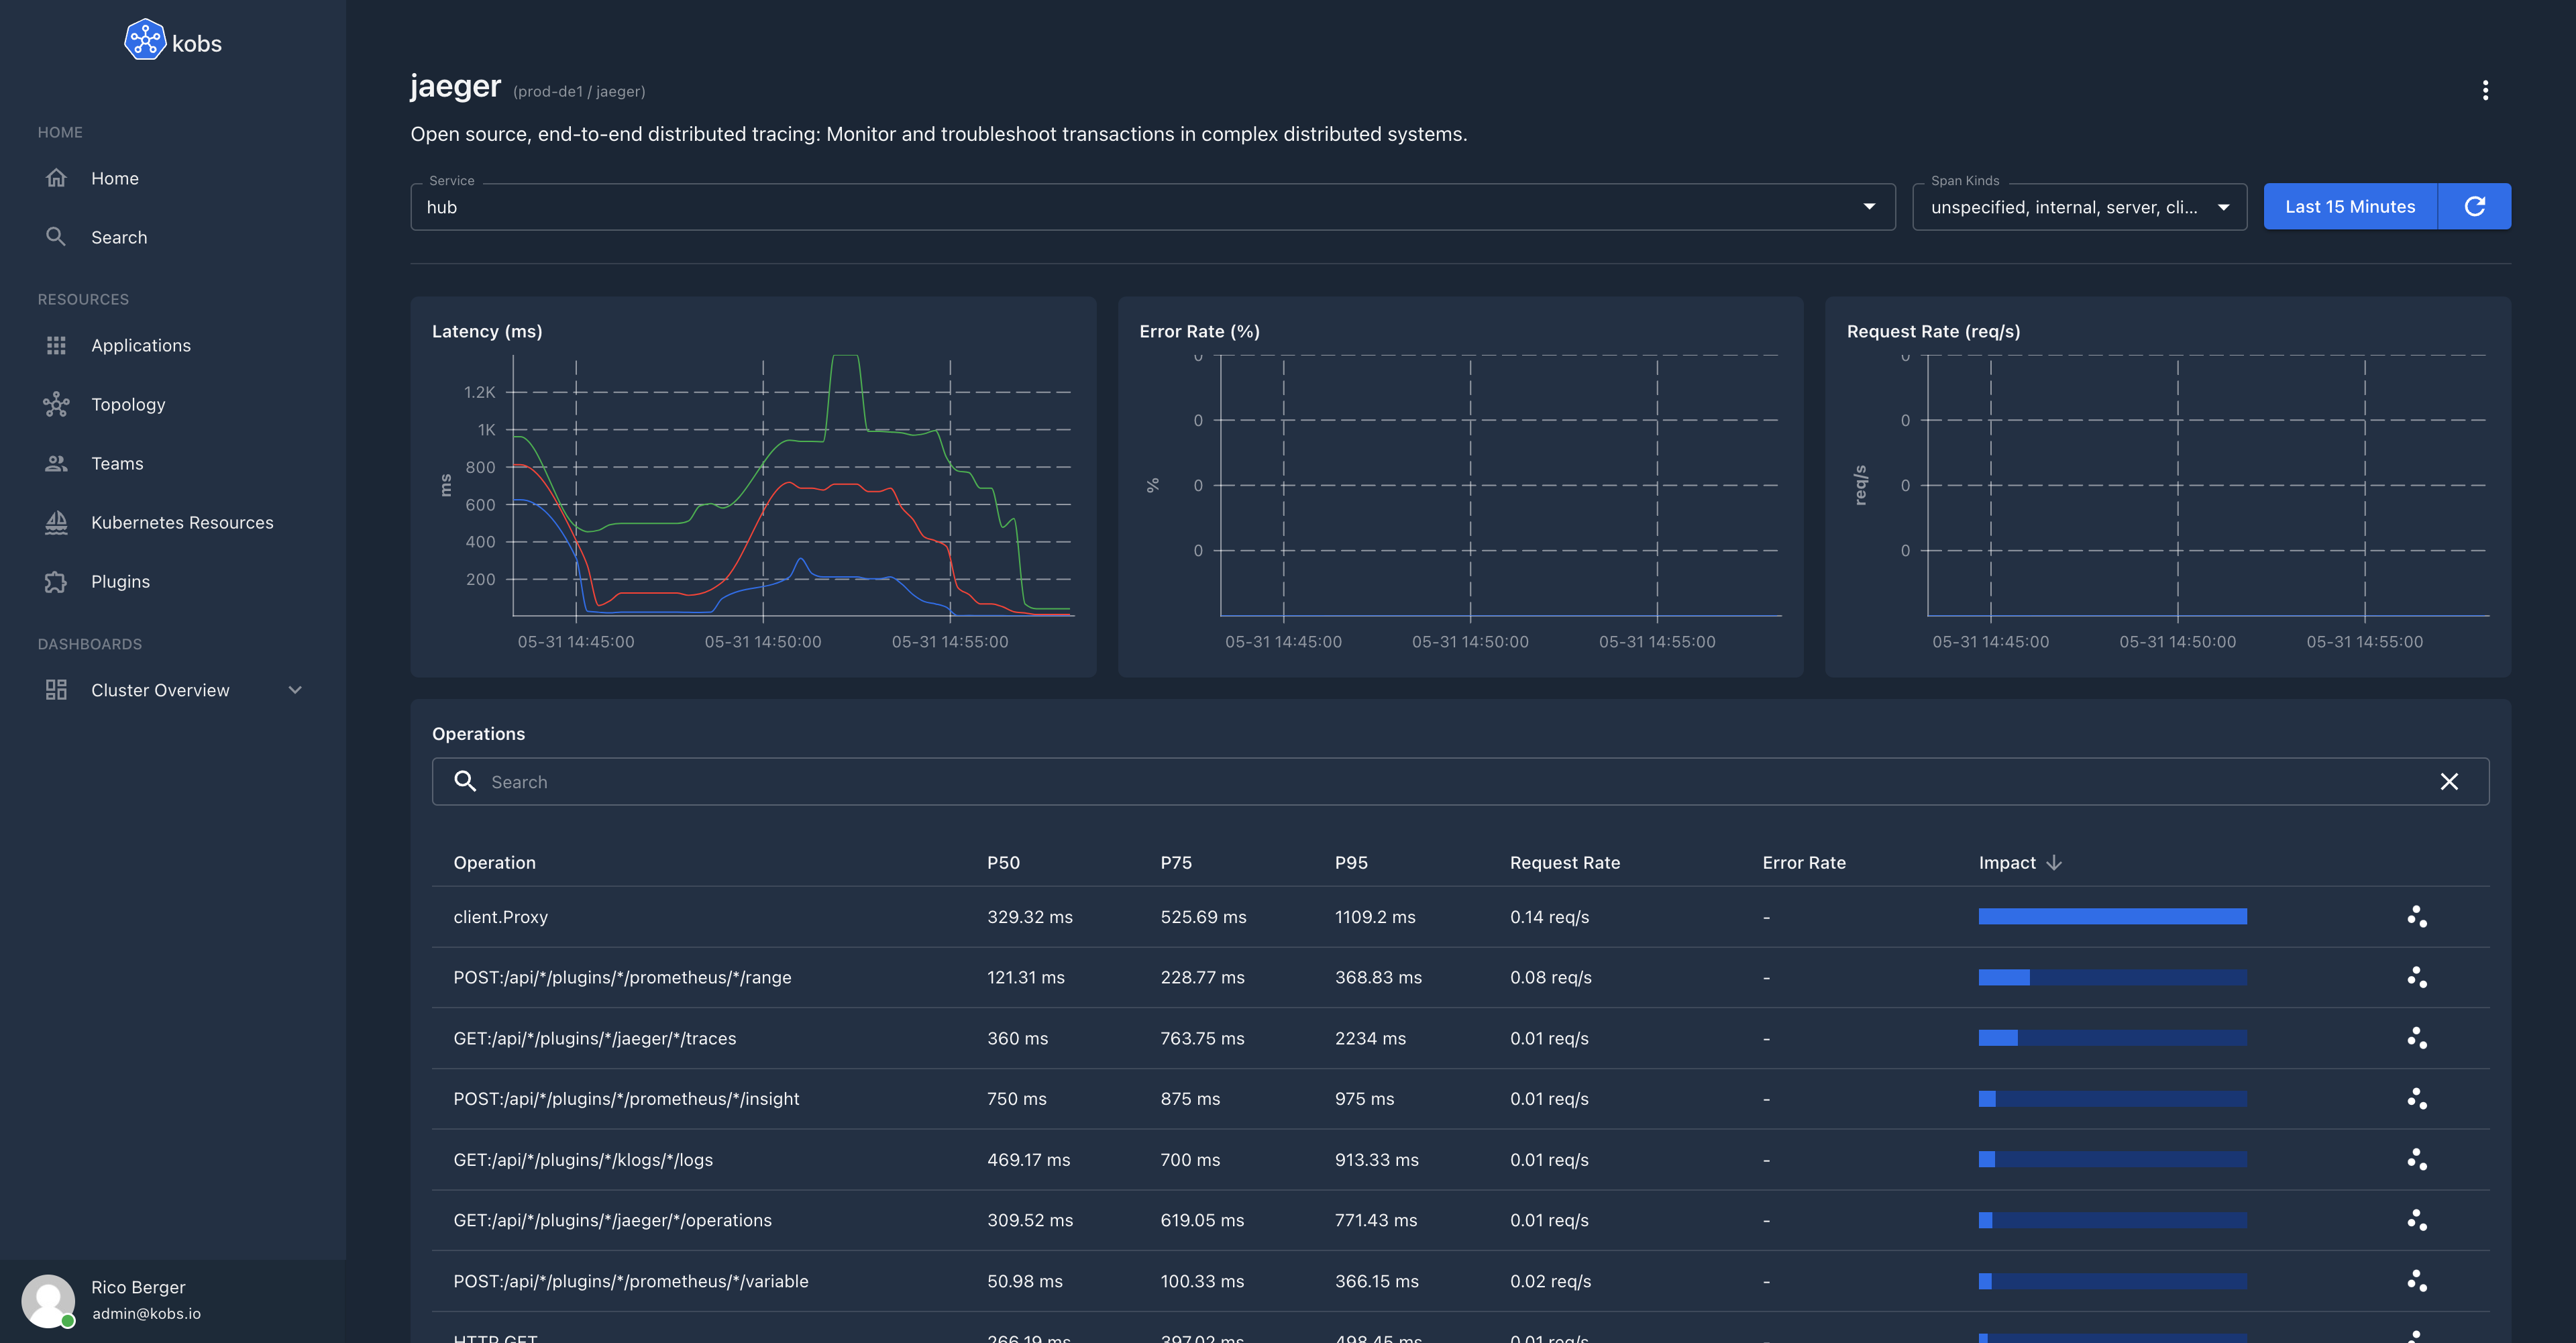 kobs
HOME
Home
Search
RESOURCES
Applications
Topology
Teams
Kubernetes Resources
Plugins
DASHBOARDS
Cluster Overview
Rico Berger
admin@kobs.io
jaeger (prod-de1 / jaeger)
Open source, end-to-end distributed tracing: Monitor and troubleshoot transactions in complex distributed systems.
Service
hub
Span Kinds
unspecified, internal, server, cli...
Last 15 Minutes
Latency (ms)
1.2K
1K
800
600
400
200
ms
05-31 14:45:00 05-31 14:50:00 05-31 14:55:00
Error Rate (%)
0
0
0
0
%
05-31 14:45:00 05-31 14:50:00 05-31 14:55:00
Request Rate (req/s)
0
0
0
0
req/s
05-31 14:45:00 05-31 14:50:00 05-31 14:55:00
Operations
Search
Operation P50 P75 P95 Request Rate Error Rate Impact
client.Proxy 329.32 ms 525.69 ms 1109.2 ms 0.14 req/s -
POST:/api/*/plugins/*/prometheus/*/range 121.31 ms 228.77 ms 368.83 ms 0.08 req/s -
GET:/api/*/plugins/*/jaeger/*/traces 360 ms 763.75 ms 2234 ms 0.01 req/s -
POST:/api/*/plugins/*/prometheus/*/insight 750 ms 875 ms 975 ms 0.01 req/s -
GET:/api/*/plugins/*/klogs/*/logs 469.17 ms 700 ms 913.33 ms 0.01 req/s -
GET:/api/*/plugins/*/jaeger/*/operations 309.52 ms 619.05 ms 771.43 ms 0.01 req/s -
POST:/api/*/plugins/*/prometheus/*/variable 50.98 ms 100.33 ms 366.15 ms 0.02 req/s -
HTTP GET 266.19 ms 397.02 ms 498.45 ms 0.01 req/s